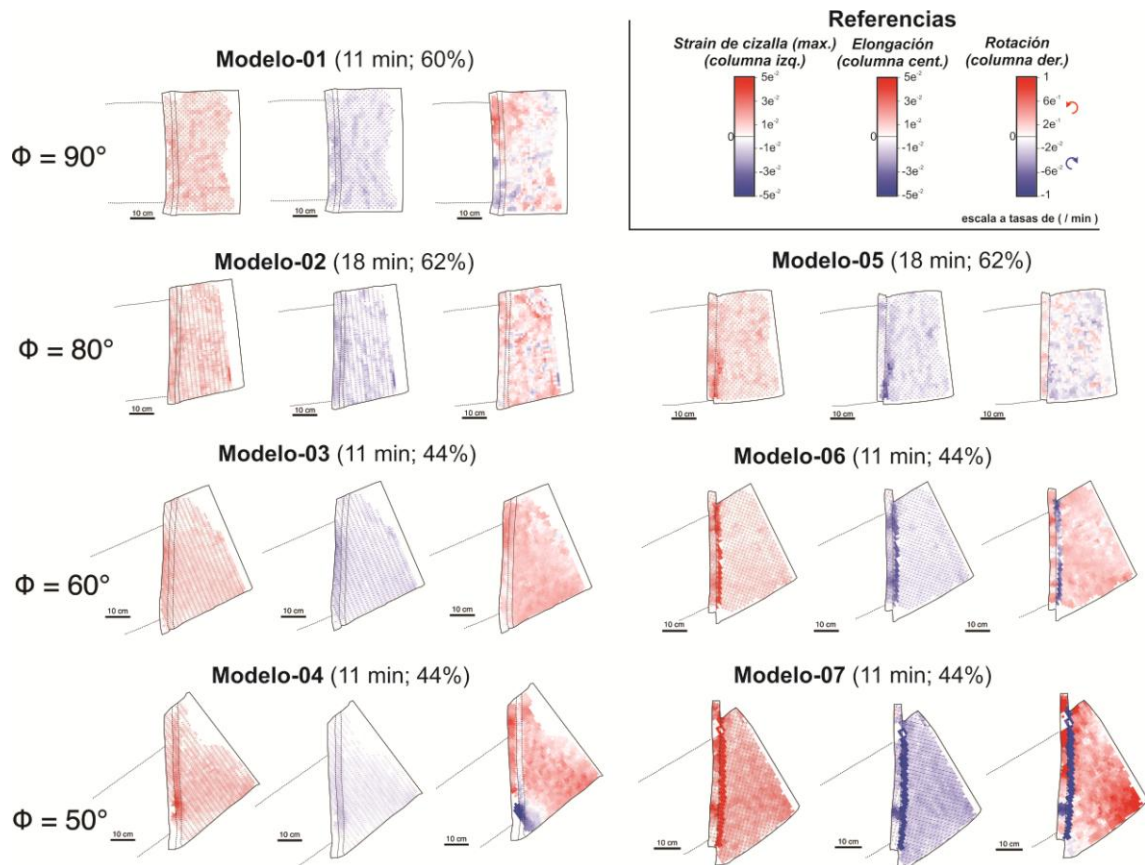 Referencias
Strain de cizalla (max.)
(columna izq.)
Elongación
(columna cent.)
Rotación
(columna der.)
5e⁻²
3e⁻²
1e⁻²
0
-1e⁻²
-3e⁻²
-5e⁻²
5e⁻²
3e⁻²
1e⁻²
0
-1e⁻²
-3e⁻²
-5e⁻²
1
6e⁻²
2e⁻¹
0
-2e⁻²
-6e⁻²
-1
escala a tasas de ( / min )
Modelo-01 (11 min; 60%)
Φ = 90°
10 cm
10 cm
10 cm
Modelo-02 (18 min; 62%)
Modelo-05 (18 min; 62%)
Φ = 80°
10 cm
10 cm
10 cm
10 cm
10 cm
10 cm
Modelo-03 (11 min; 44%)
Modelo-06 (11 min; 44%)
Φ = 60°
10 cm
10 cm
10 cm
10 cm
10 cm
10 cm
Modelo-04 (11 min; 44%)
Modelo-07 (11 min; 44%)
Φ = 50°
10 cm
10 cm
10 cm
10 cm
10 cm
10 cm